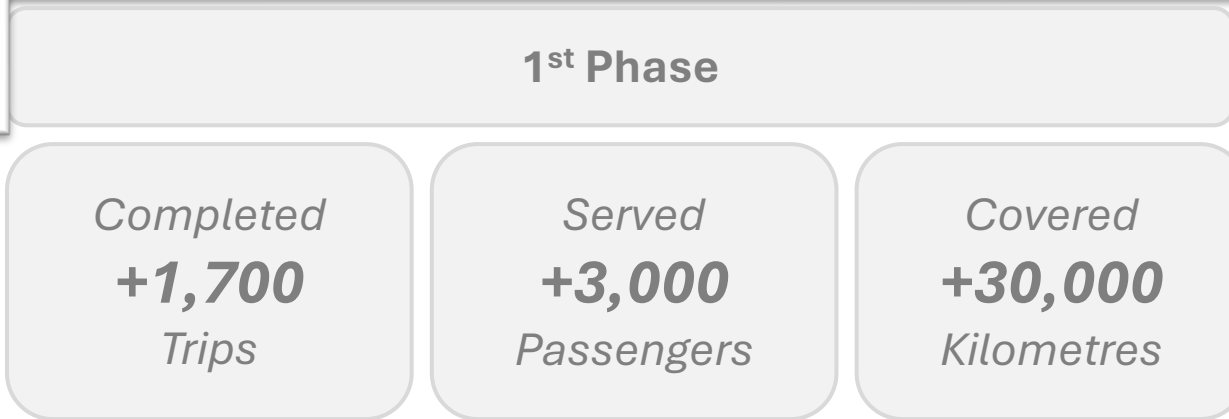 1st Phase
Completed
+1,700
Trips
Served
+3,000
Passengers
Covered
+30,000
Kilometres